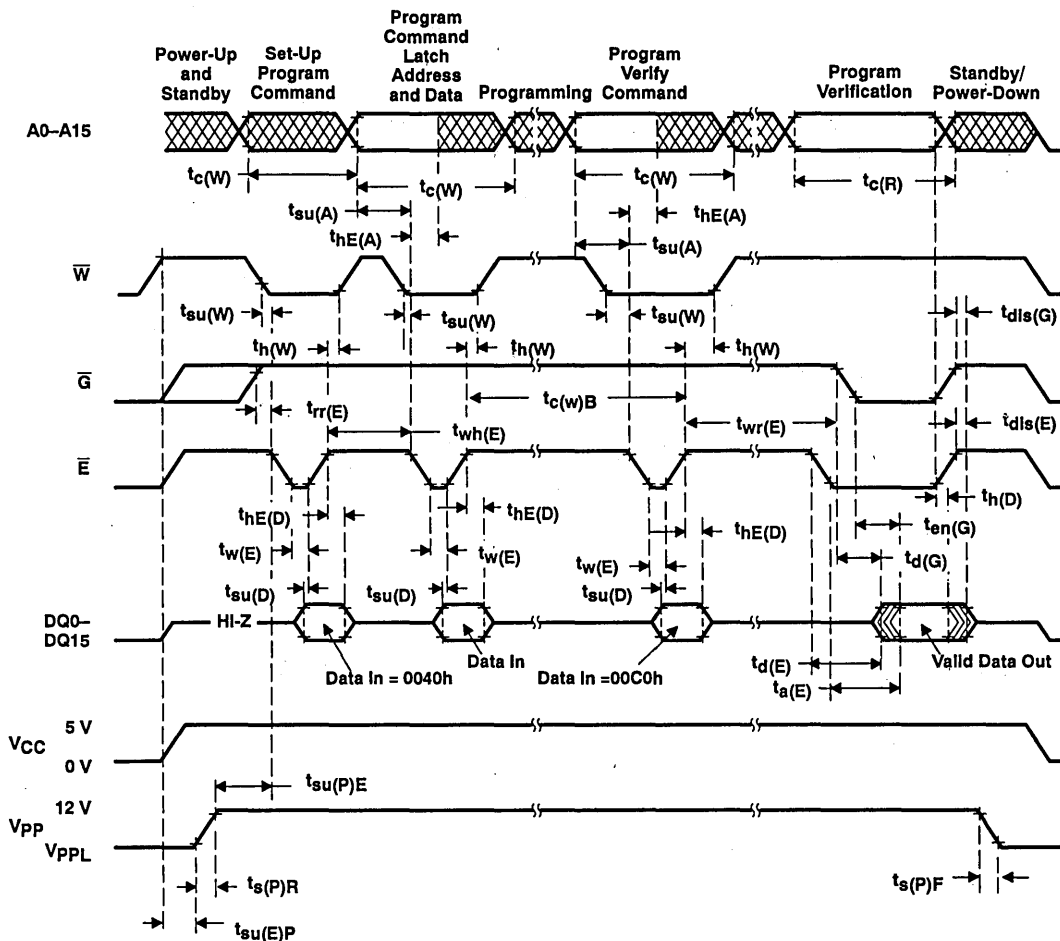 Power-Up
and
Standby
Set-Up
Program
Command
Program
Command
Latch
Address
and Data
Programming
Program
Verify
Command
Program
Verification
Standby/
Power-Down
A0–A15
tc(W)
tc(W)
tc(W)
tc(R)
tsu(A)
thE(A)
thE(A)
tsu(A)
W
tsu(W)
tsu(W)
tsu(W)
tdis(G)
th(W)
th(W)
th(W)
G
trr(E)
tc(w)B
twh(E)
twr(E)
tdis(E)
E
thE(D)
thE(D)
thE(D)
th(D)
ten(G)
tw(E)
tw(E)
tw(E)
td(G)
tsu(D)
tsu(D)
tsu(D)
DQ0–
DQ15
HI-Z
Data In = 0040h
Data In
Data In =00C0h
td(E)
ta(E)
Valid Data Out
VCC
5 V
0 V
tsu(P)E
VPP
12 V
VPPL
ts(P)R
ts(P)F
tsu(E)P